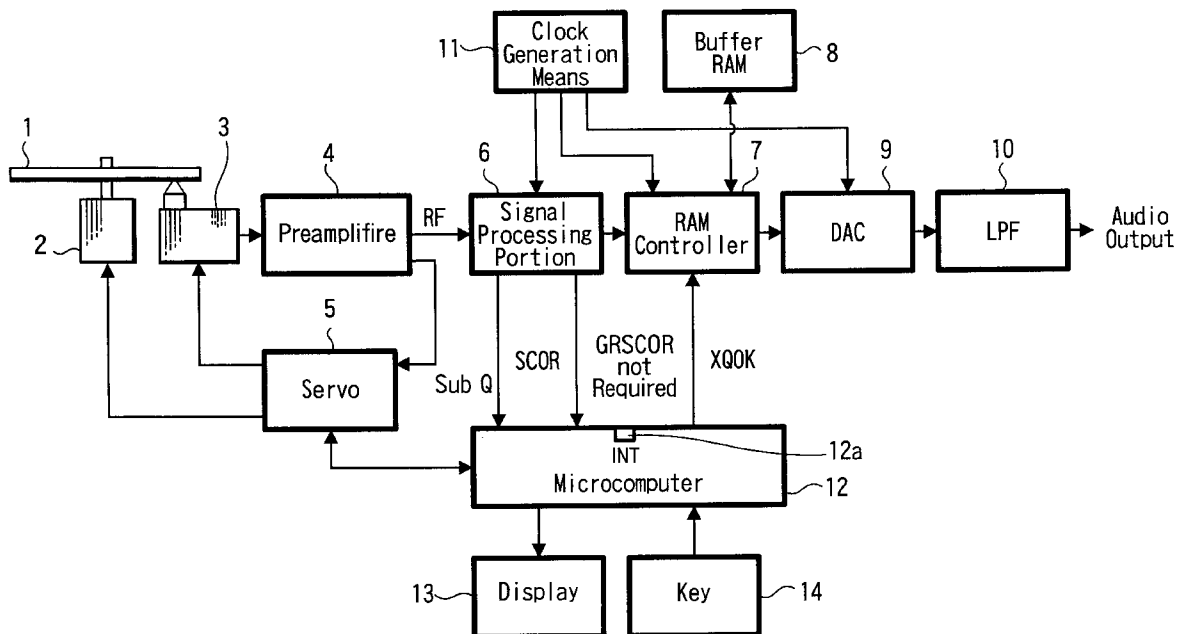 11
Clock
Generation
Means
Buffer
RAM
8
1
3
4
6
7
9
10
2
Preamplifire
RF
Signal
Processing
Portion
RAM
Controller
DAC
LPF
Audio
Output
5
Servo
Sub Q
SCOR
GRSCOR
not
Required
XQOK
INT
12a
Microcomputer
12
13
Display
Key
14